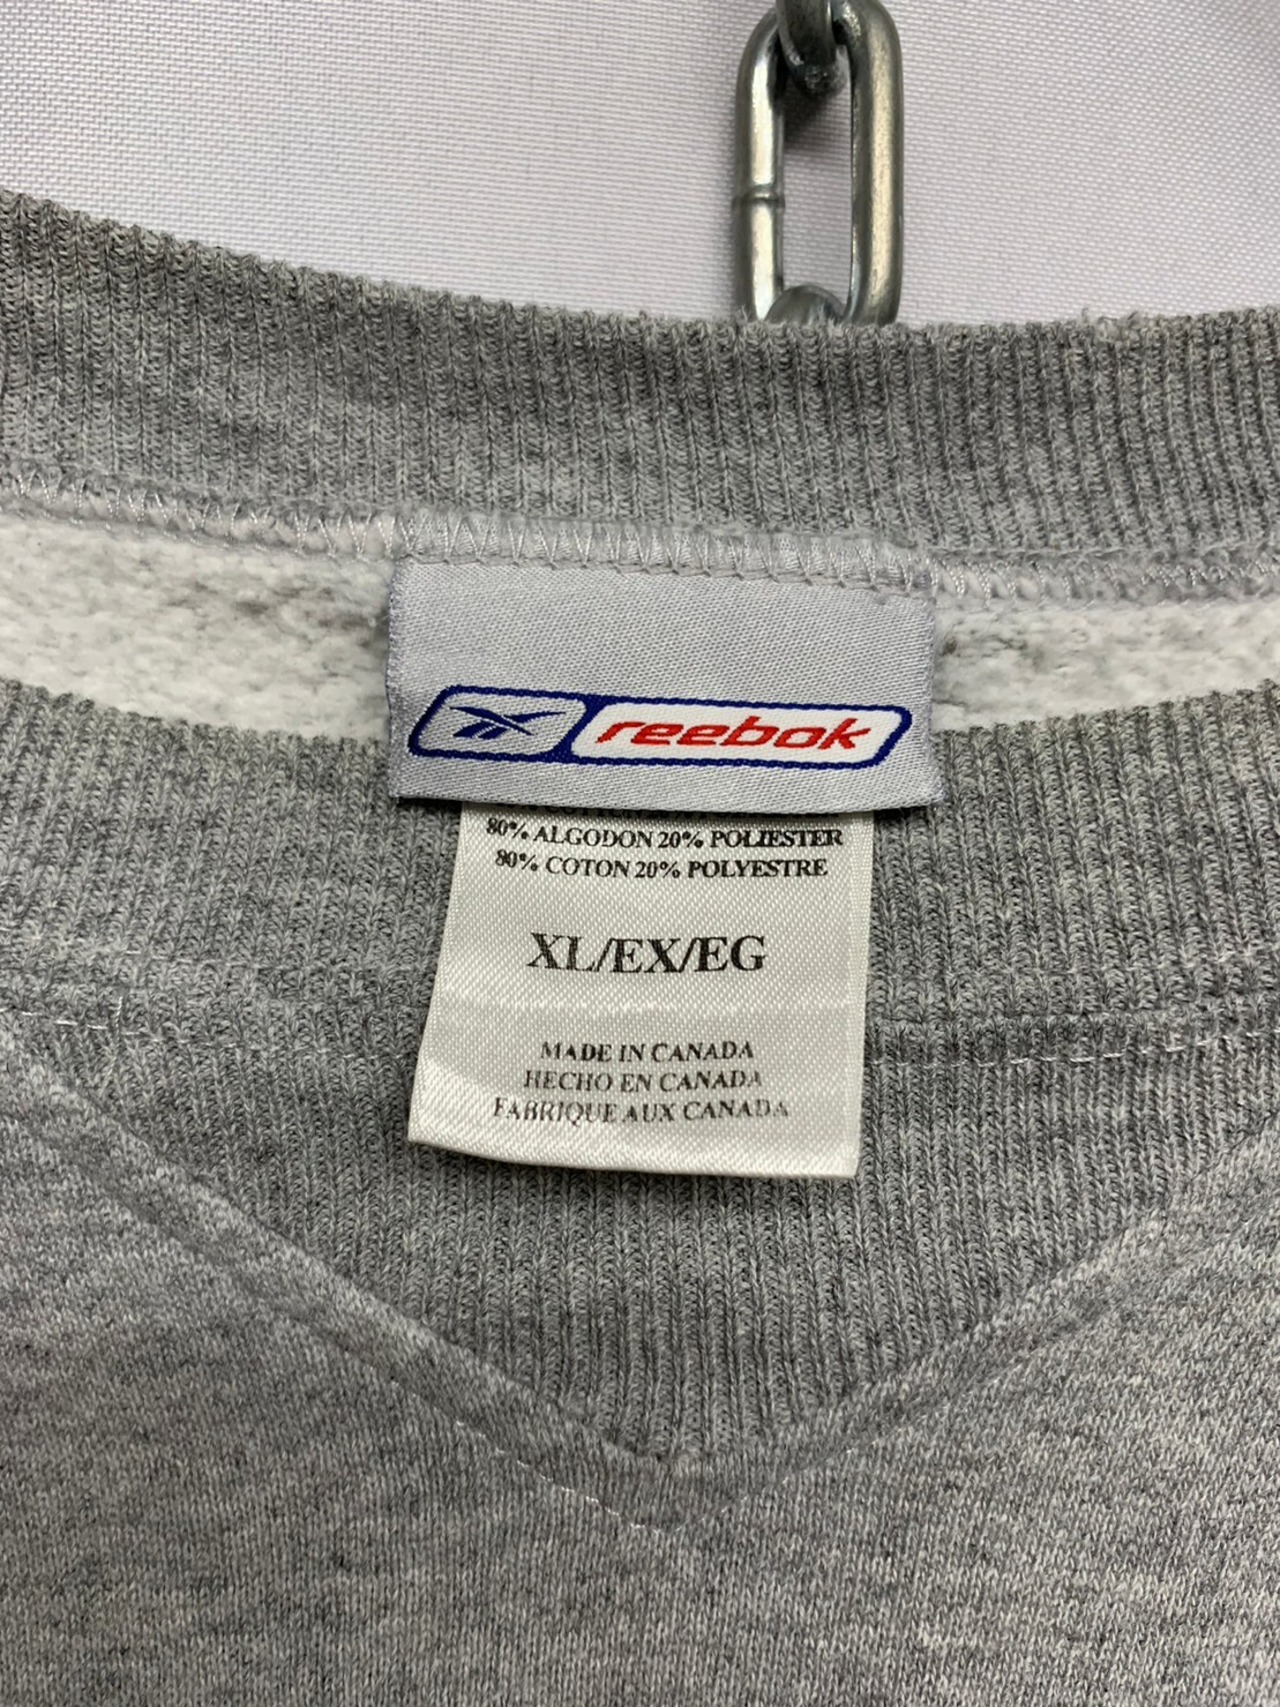 reebok
80% ALGODON 20% POLIESTER
80% COTON 20% POLYESTRE
XL/EX/EG
MADE IN CANADA
HECHO EN CANADA
FABRIQUE AUX CANADA